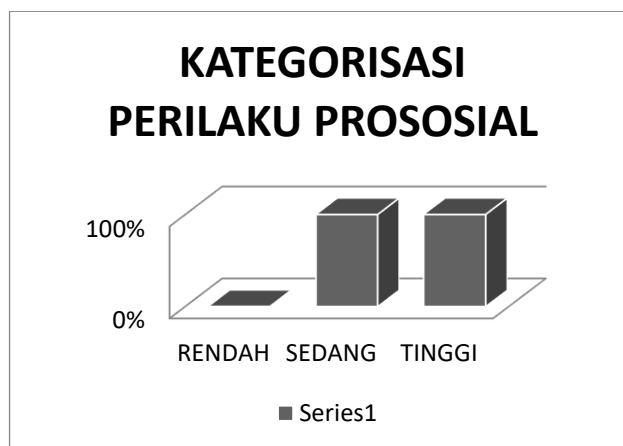 KATEGORISASI
PERILAKU PROSOSIAL
100%
0%
RENDAH SEDANG TINGGI
Series1